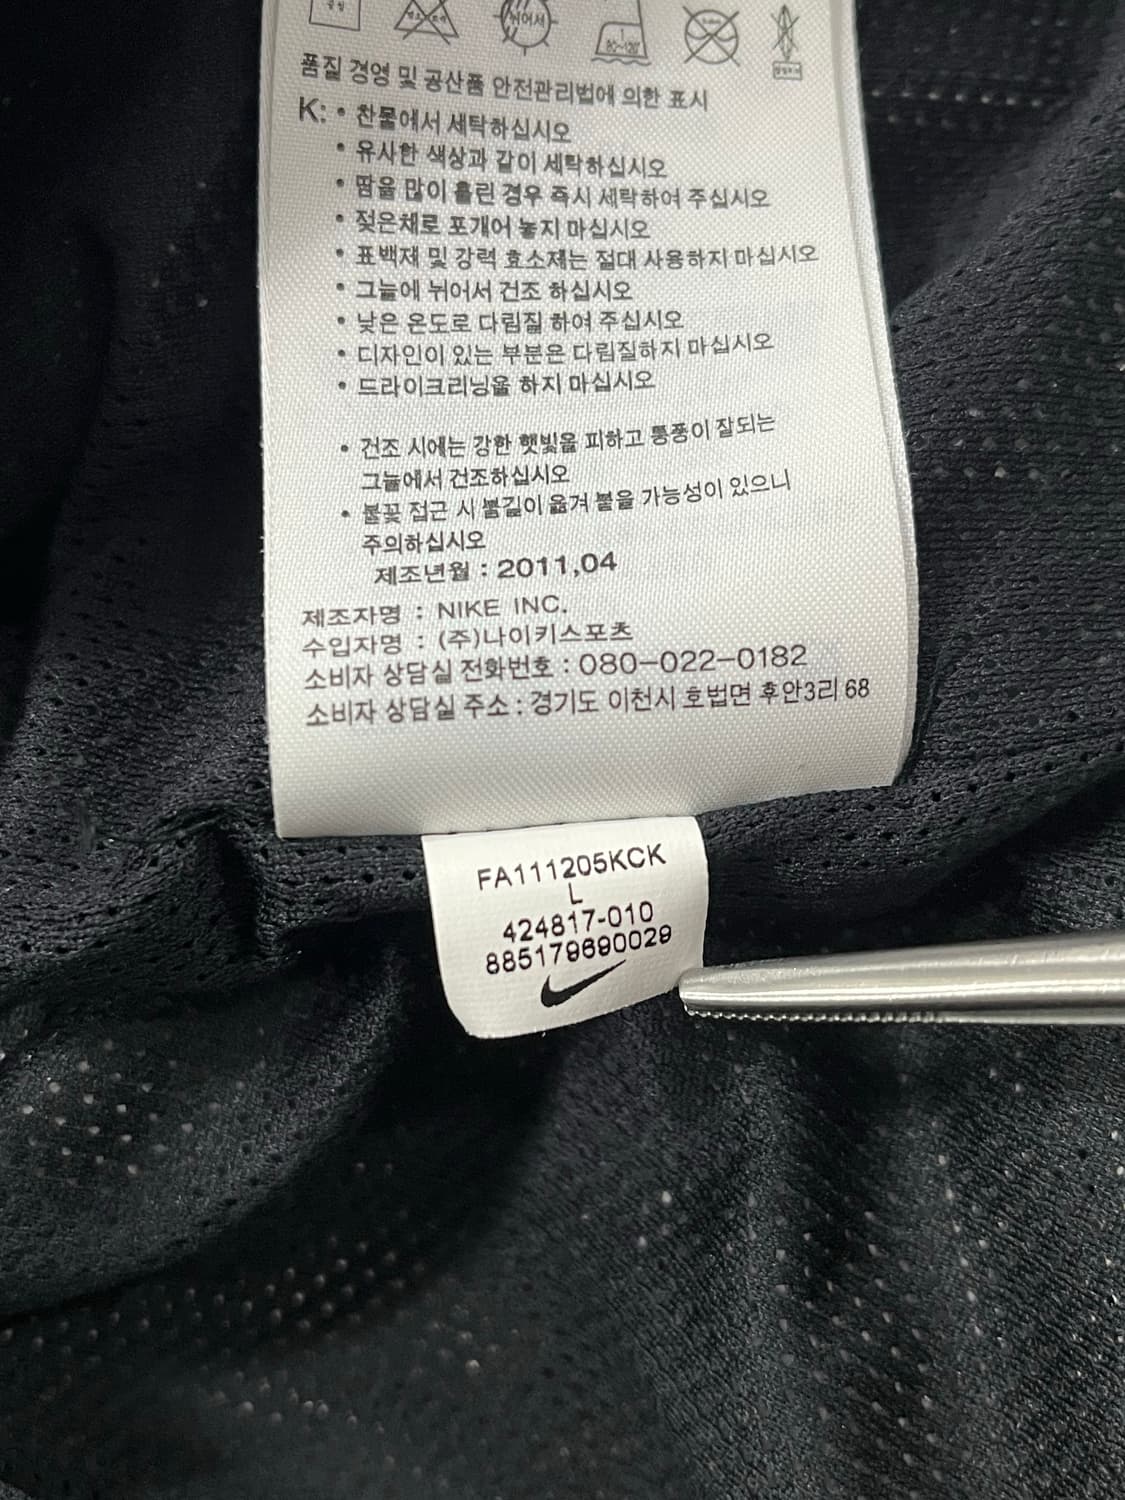 뉘어서
80~120°
품질 경영 및 공산품 안전관리법에 의한 표시
K: • 찬물에서 세탁하십시오
• 유사한 색상과 같이 세탁하십시오
• 땀을 많이 흘린 경우 즉시 세탁하여 주십시오
• 젖은채로 포개어 놓지 마십시오
• 표백제 및 강력 효소제는 절대 사용하지 마십시오
• 그늘에 뉘어서 건조 하십시오
• 낮은 온도로 다림질 하여 주십시오
• 디자인이 있는 부분은 다림질하지 마십시오
• 드라이크리닝을 하지 마십시오
• 건조 시에는 강한 햇빛을 피하고 통풍이 잘되는
그늘에서 건조하십시오
• 불꽃 접근 시 불길이 옮겨 붙을 가능성이 있으니
주의하십시오
제조년월 : 2011,04
제조자명 : NIKE INC.
수입자명 : (주)나이키스포츠
소비자 상담실 전화번호 : 080-022-0182
소비자 상담실 주소 : 경기도 이천시 호법면 후안3리 68
FA111205KCK
L
424817-010